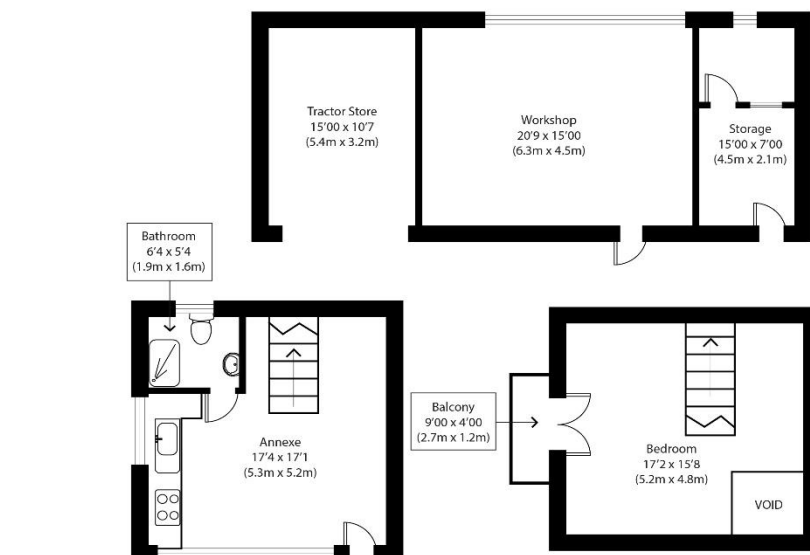 Tractor Store
15'00 x 10'7
(5.4m x 3.2m)
Workshop
20'9 x 15'00
(6.3m x 4.5m)
Storage
15'00 x 7'00
(4.5m x 2.1m)
Bathroom
6'4 x 5'4
(1.9m x 1.6m)
Annexe
17'4 x 17'1
(5.3m x 5.2m)
Balcony
9'00 x 4'00
(2.7m x 1.2m)
Bedroom
17'2 x 15'8
(5.2m x 4.8m)
VOID